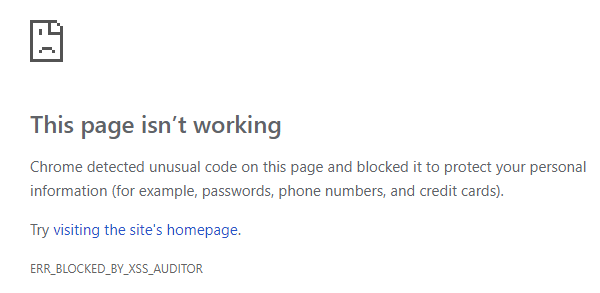 This page isn’t working
Chrome detected unusual code on this page and blocked it to protect your personal
information (for example, passwords, phone numbers, and credit cards).
Try visiting the site's homepage.
ERR_BLOCKED_BY_XSS_AUDITOR